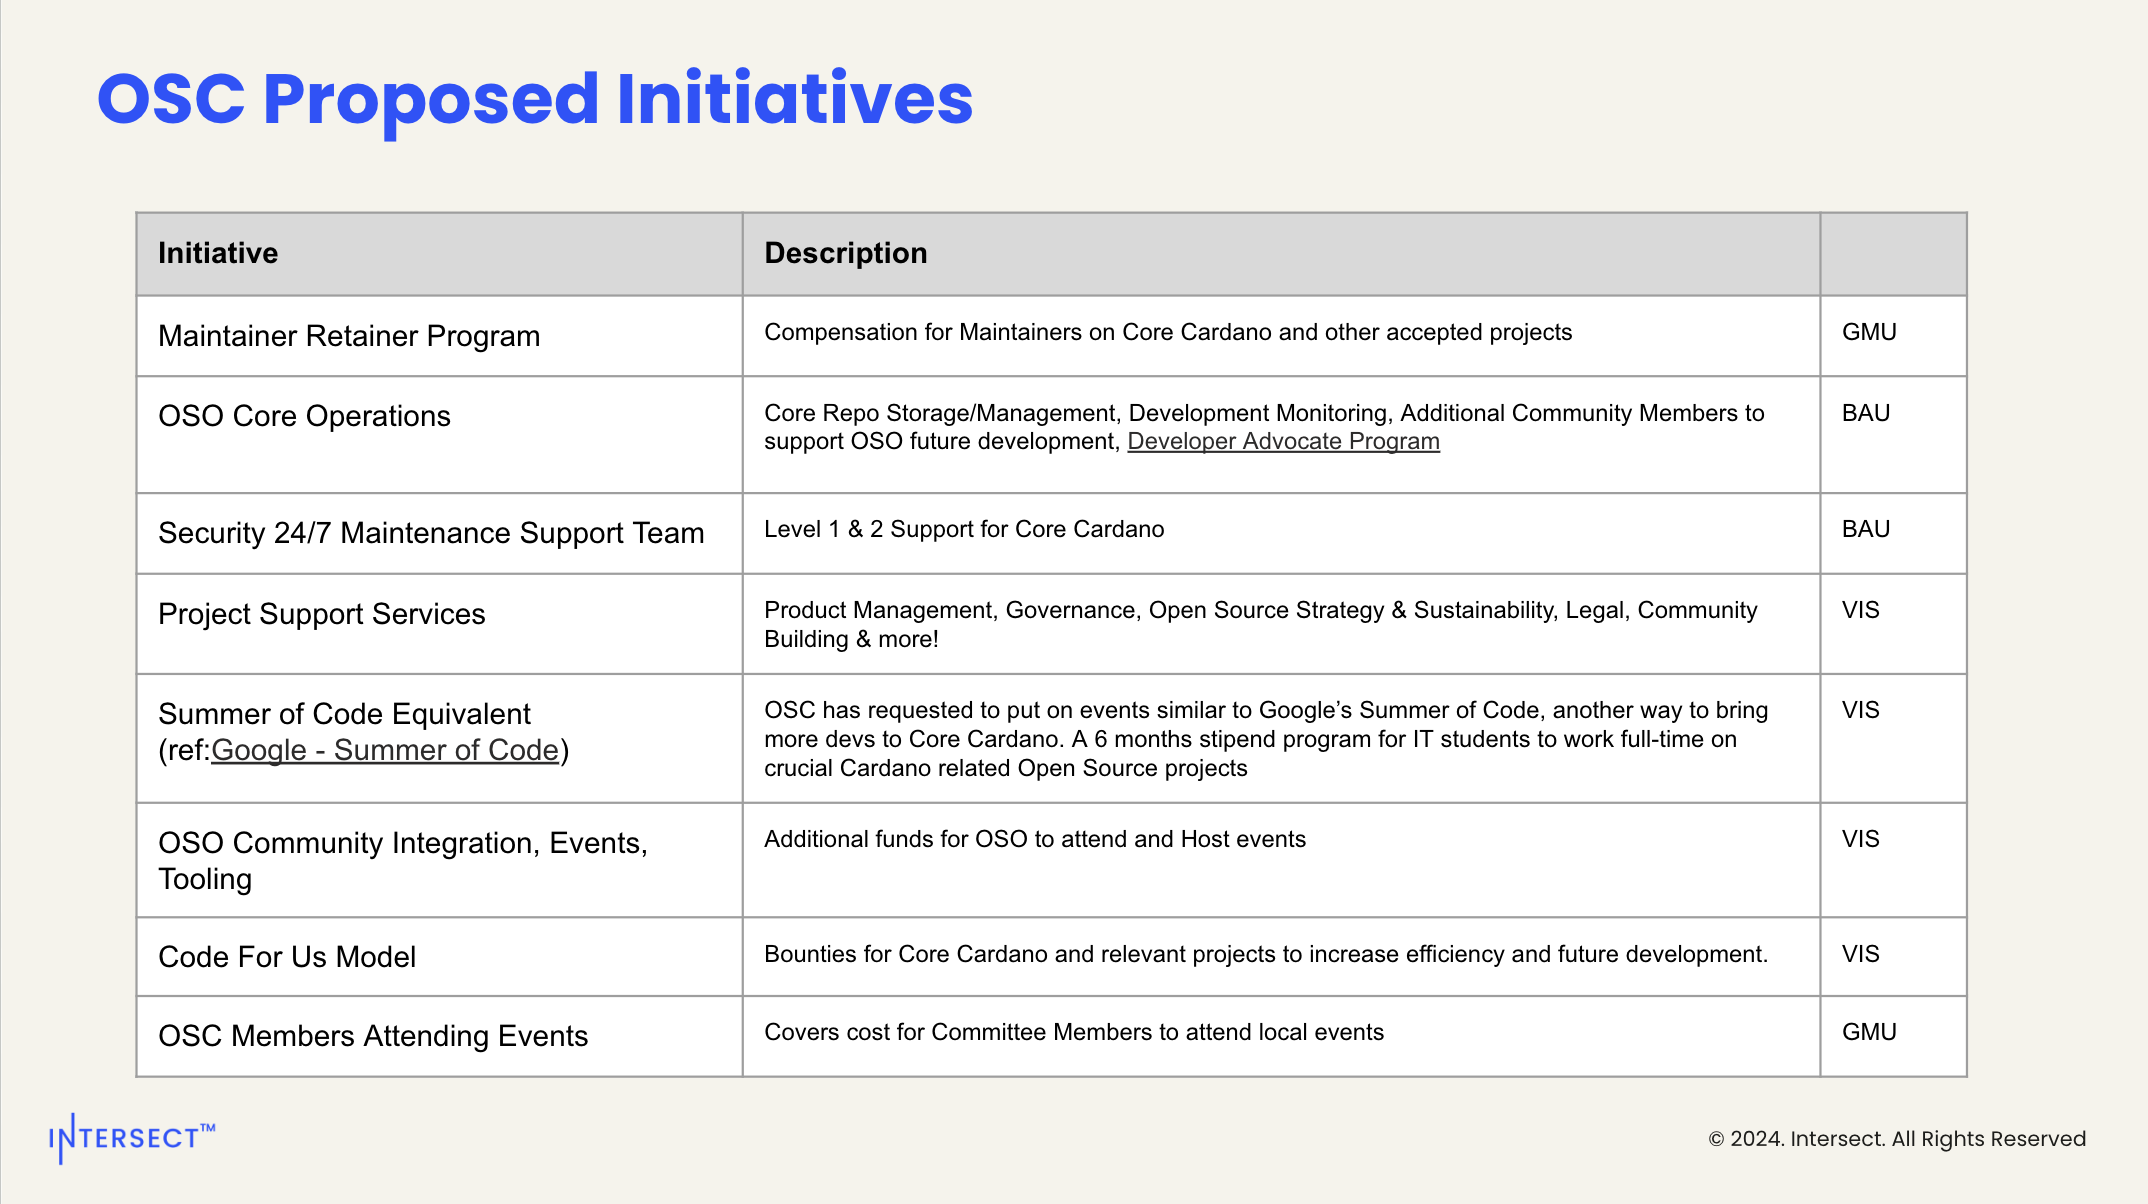 OSC Proposed Initiatives
Initiative
Description
Maintainer Retainer Program
Compensation for Maintainers on Core Cardano and other accepted projects
GMU
OSO Core Operations
Core Repo Storage/Management, Development Monitoring, Additional Community Members to
support OSO future development, Developer Advocate Program
BAU
Security 24/7 Maintenance Support Team
Level 1 & 2 Support for Core Cardano
BAU
Project Support Services
Product Management, Governance, Open Source Strategy & Sustainability, Legal, Community
Building & more!
VIS
Summer of Code Equivalent
(ref:Google - Summer of Code)
OSC has requested to put on events similar to Google’s Summer of Code, another way to bring
more devs to Core Cardano. A 6 months stipend program for IT students to work full-time on
crucial Cardano related Open Source projects
VIS
OSO Community Integration, Events,
Tooling
Additional funds for OSO to attend and Host events
VIS
Code For Us Model
Bounties for Core Cardano and relevant projects to increase efficiency and future development.
VIS
OSC Members Attending Events
Covers cost for Committee Members to attend local events
GMU
INTERSECT™
© 2024. Intersect. All Rights Reserved